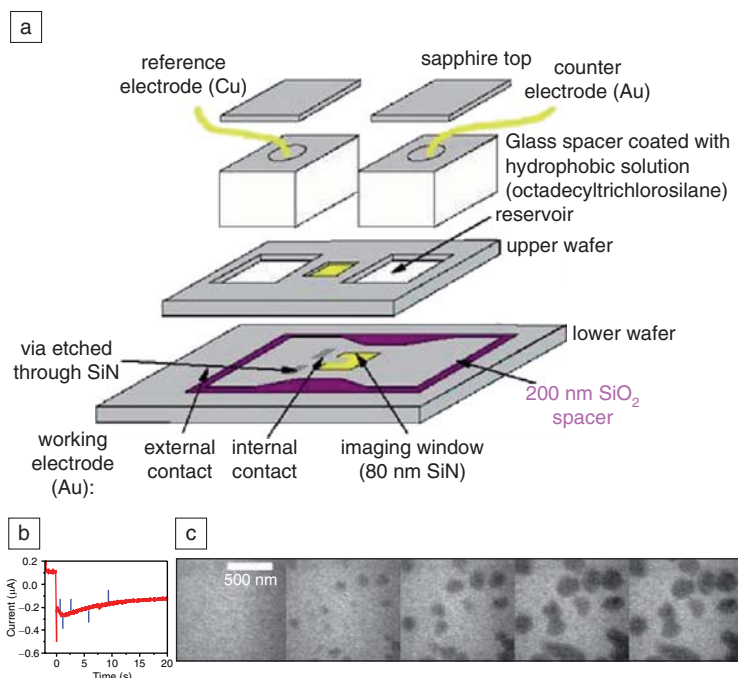 a
reference
electrode (Cu)
sapphire top
counter
electrode (Au)
Glass spacer coated with
hydrophobic solution
(octadecyltrichlorosilane)
reservoir
upper wafer
lower wafer
via etched
through SiN
200 nm SiO2
spacer
working
electrode
(Au):
external
contact
internal
contact
imaging window
(80 nm SiN)
b
0.2
0.0
−0.2
−0.4
−0.6
Current (μA)
0
5
10
15
20
Time (s)
c
500 nm